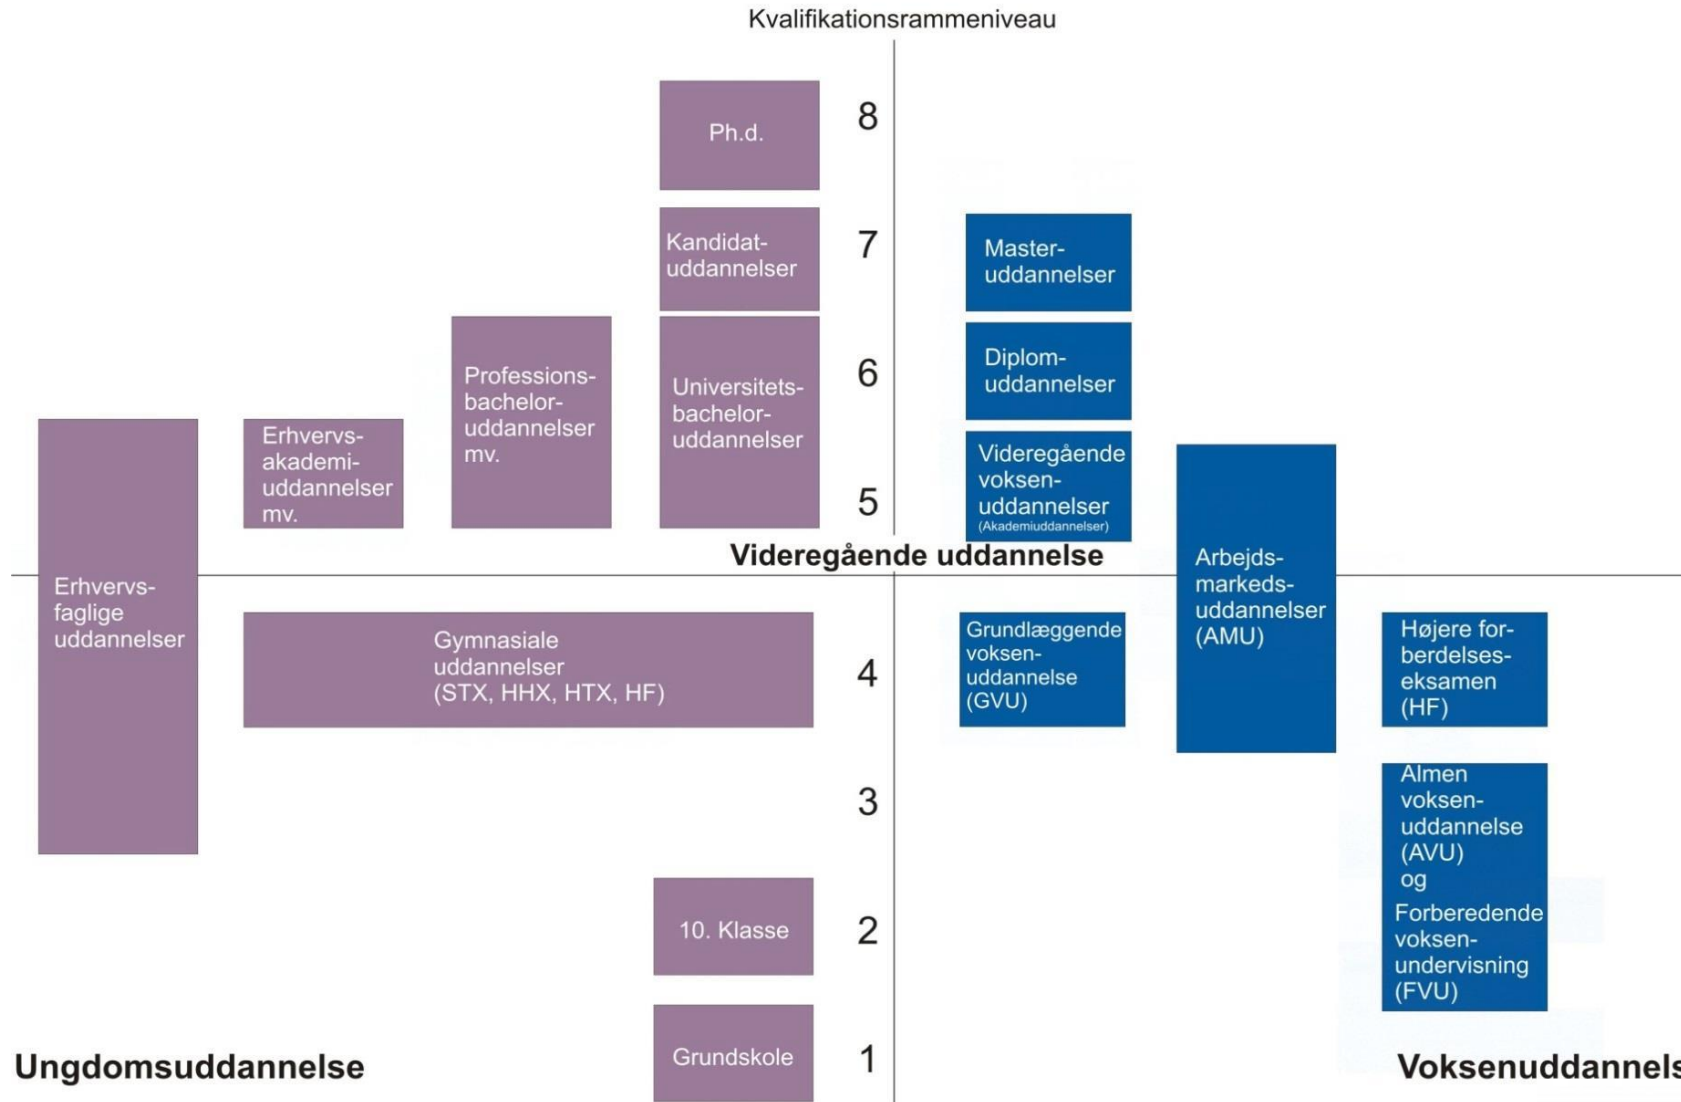 Kvalifikationsrammeniveau
8
Ph.d.
7
Kandidat-
uddannelser
Master-
uddannelser
6
Professions-
bachelor-
uddannelser
mv.
Universitets-
bachelor-
uddannelser
Diplom-
uddannelser
5
Erhvervs-
akademi-
uddannelser
mv.
Videregående
voksen-
uddannelser
(Akademiuddannelser)
Videregående uddannelse
Erhvervs-
faglige
uddannelser
Arbejds-
markeds-
uddannelser
(AMU)
Gymnasiale
uddannelser
(STX, HHX, HTX, HF)
4
Grundlæggende
voksen-
uddannelse
(GVU)
Højere for-
berdelses-
eksamen
(HF)
3
Almen
voksen-
uddannelse
(AVU)
og
Forberedende
voksen-
undervisning
(FVU)
10. Klasse
2
Grundskole
1
Ungdomsuddannelse
Voksenuddannels